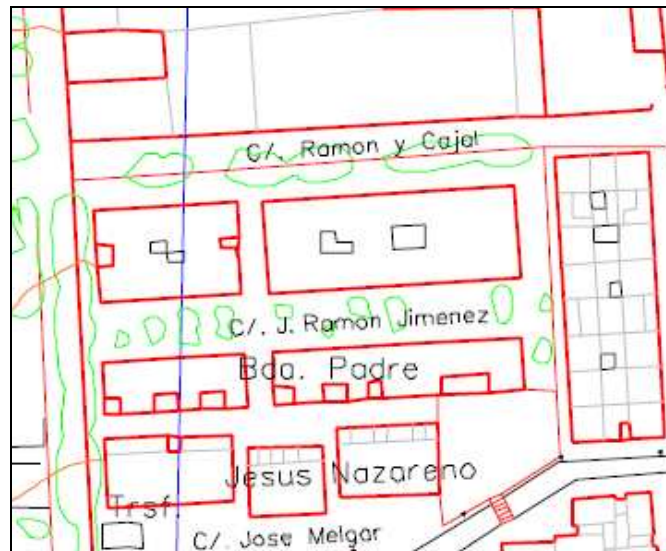 C/. Ramon y Cajal
C/. J. Ramon Jimenez
Bda. Padre
Jesus Nazareno
Trsf.
C/. Jose Melgar